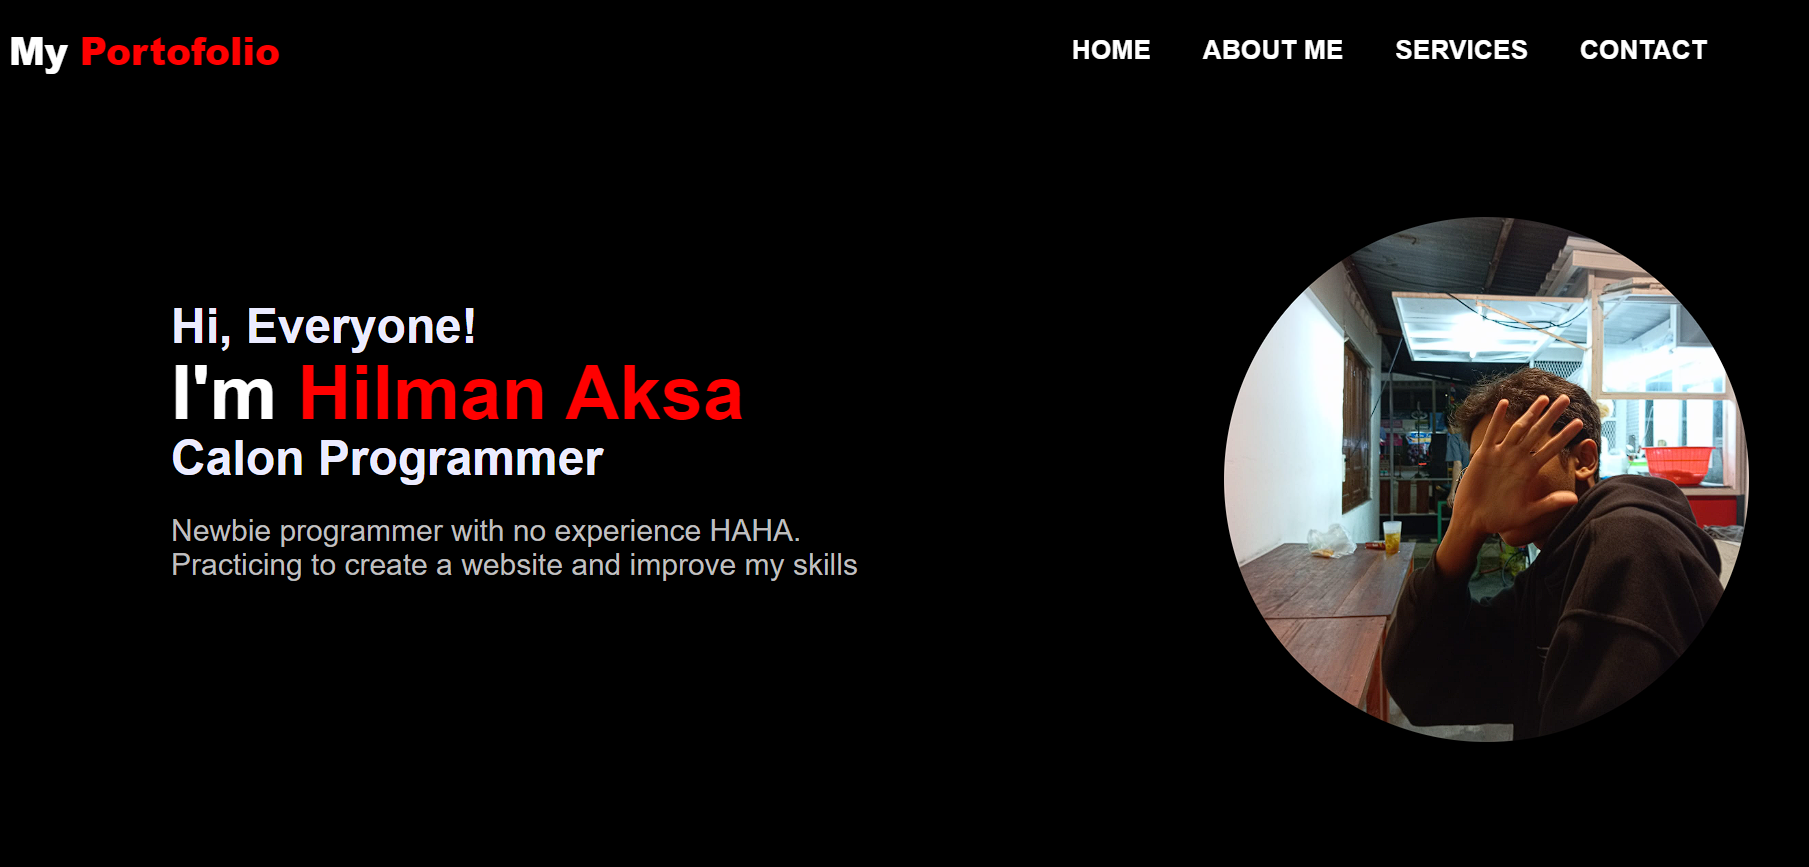 My Portofolio
HOME ABOUT ME SERVICES CONTACT
Hi, Everyone!
I'm Hilman Aksa
Calon Programmer
Newbie programmer with no experience HAHA.
Practicing to create a website and improve my skills